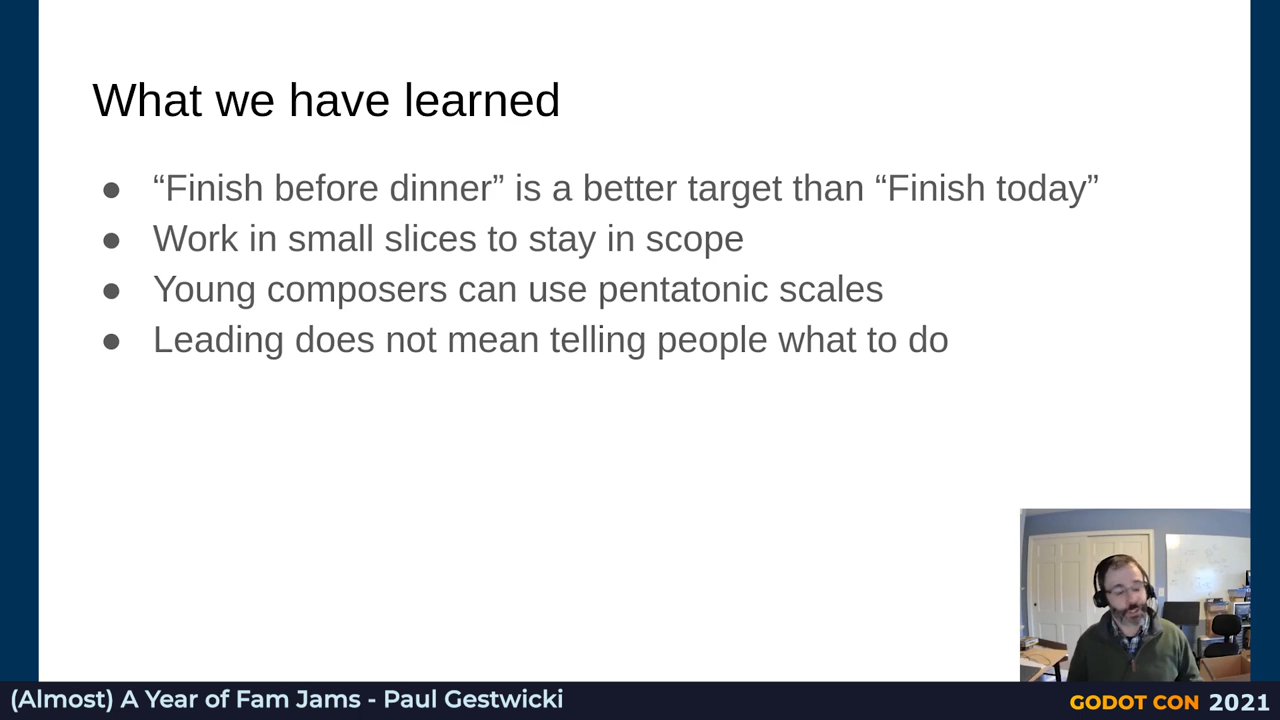 What we have learned
● “Finish before dinner” is a better target than “Finish today”
● Work in small slices to stay in scope
● Young composers can use pentatonic scales
● Leading does not mean telling people what to do
(Almost) A Year of Fam Jams - Paul Gestwicki
GODOT CON 2021